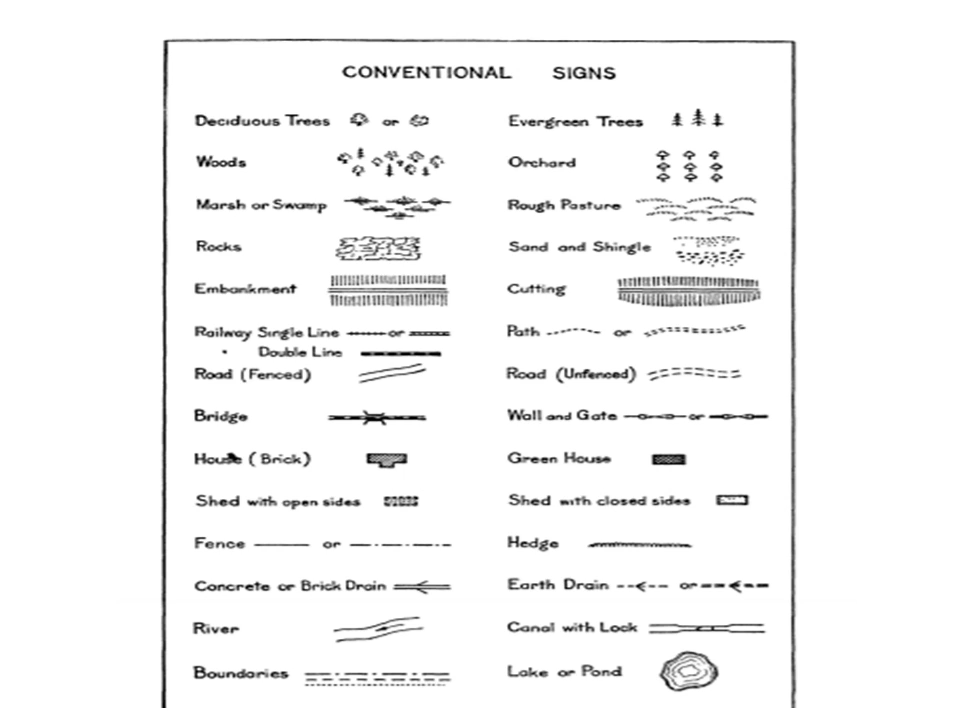 CONVENTIONAL SIGNS
Deciduous Trees or
Evergreen Trees
Woods
Orchard
Marsh or Swamp
Rough Pasture
Rocks
Sand and Shingle
Embankment
Cutting
Railway Single Line or
Path or
" Double Line
Road (Fenced)
Road (Unfenced)
Bridge
Wall and Gate or
House (Brick)
Green House
Shed with open sides
Shed with closed sides
Fence or
Hedge
Concrete or Brick Drain
Earth Drain or
River
Canal with Lock
Boundaries
Lake or Pond